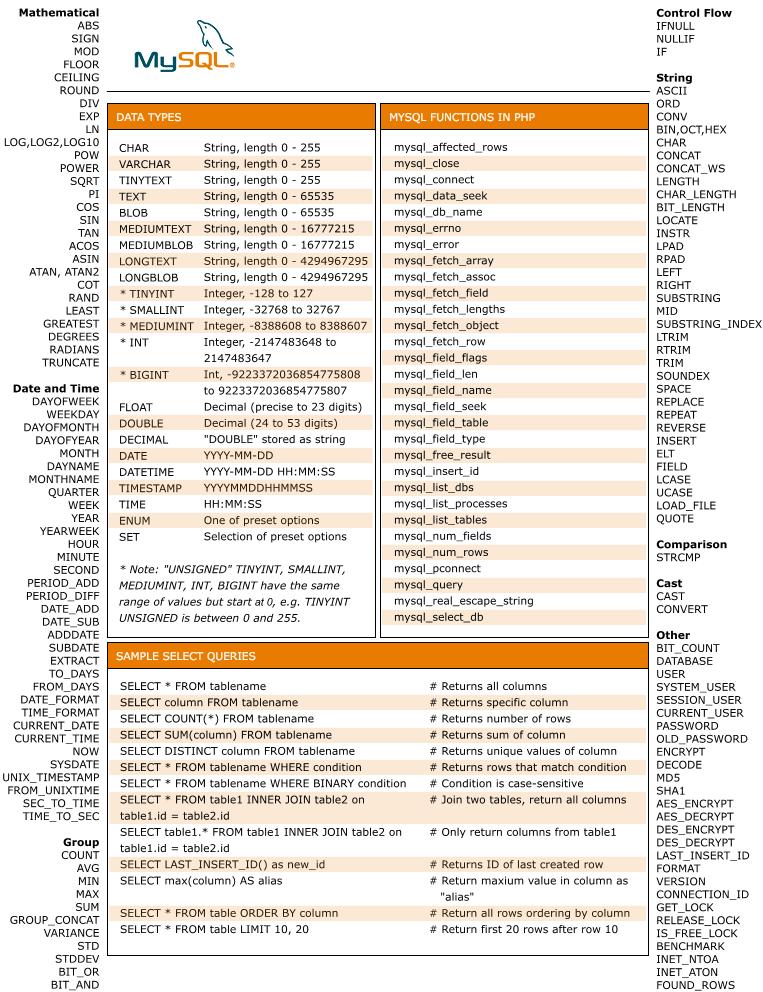 Mathematical
ABS
SIGN
MOD
FLOOR
CEILING
ROUND
DIV
EXP
LN
LOG,LOG2,LOG10
POW
POWER
SQRT
PI
COS
SIN
TAN
ACOS
ASIN
ATAN, ATAN2
COT
RAND
LEAST
GREATEST
DEGREES
RADIANS
TRUNCATE
Date and Time
DAYOFWEEK
WEEKDAY
DAYOFMONTH
DAYOFYEAR
MONTH
DAYNAME
MONTHNAME
QUARTER
WEEK
YEAR
YEARWEEK
HOUR
MINUTE
SECOND
PERIOD_ADD
PERIOD_DIFF
DATE_ADD
DATE_SUB
ADDDATE
SUBDATE
EXTRACT
TO_DAYS
FROM_DAYS
DATE_FORMAT
TIME_FORMAT
CURRENT_DATE
CURRENT_TIME
NOW
SYSDATE
UNIX_TIMESTAMP
FROM_UNIXTIME
SEC_TO_TIME
TIME_TO_SEC
Group
COUNT
AVG
MIN
MAX
SUM
GROUP_CONCAT
VARIANCE
STD
STDDEV
BIT_OR
BIT_AND
MySQL®
DATA TYPES
CHAR String, length 0 - 255
VARCHAR String, length 0 - 255
TINYTEXT String, length 0 - 255
TEXT String, length 0 - 65535
BLOB String, length 0 - 65535
MEDIUMTEXT String, length 0 - 16777215
MEDIUMBLOB String, length 0 - 16777215
LONGTEXT String, length 0 - 4294967295
LONGBLOB String, length 0 - 4294967295
* TINYINT Integer, -128 to 127
* SMALLINT Integer, -32768 to 32767
* MEDIUMINT Integer, -8388608 to 8388607
* INT Integer, -2147483648 to
2147483647
* BIGINT Int, -9223372036854775808
to 9223372036854775807
FLOAT Decimal (precise to 23 digits)
DOUBLE Decimal (24 to 53 digits)
DECIMAL "DOUBLE" stored as string
DATE YYYY-MM-DD
DATETIME YYYY-MM-DD HH:MM:SS
TIMESTAMP YYYYMMDDHHMMSS
TIME HH:MM:SS
ENUM One of preset options
SET Selection of preset options
* Note: "UNSIGNED" TINYINT, SMALLINT,
MEDIUMINT, INT, BIGINT have the same
range of values but start at 0, e.g. TINYINT
UNSIGNED is between 0 and 255.
MYSQL FUNCTIONS IN PHP
mysql_affected_rows
mysql_close
mysql_connect
mysql_data_seek
mysql_db_name
mysql_errno
mysql_error
mysql_fetch_array
mysql_fetch_assoc
mysql_fetch_field
mysql_fetch_lengths
mysql_fetch_object
mysql_fetch_row
mysql_field_flags
mysql_field_len
mysql_field_name
mysql_field_seek
mysql_field_table
mysql_field_type
mysql_free_result
mysql_insert_id
mysql_list_dbs
mysql_list_processes
mysql_list_tables
mysql_num_fields
mysql_num_rows
mysql_pconnect
mysql_query
mysql_real_escape_string
mysql_select_db
SAMPLE SELECT QUERIES
SELECT * FROM tablename # Returns all columns
SELECT column FROM tablename # Returns specific column
SELECT COUNT(*) FROM tablename # Returns number of rows
SELECT SUM(column) FROM tablename # Returns sum of column
SELECT DISTINCT column FROM tablename # Returns unique values of column
SELECT * FROM tablename WHERE condition # Returns rows that match condition
SELECT * FROM tablename WHERE BINARY condition # Condition is case-sensitive
SELECT * FROM table1 INNER JOIN table2 on # Join two tables, return all columns
table1.id = table2.id
SELECT table1.* FROM table1 INNER JOIN table2 on # Only return columns from table1
table1.id = table2.id
SELECT LAST_INSERT_ID() as new_id # Returns ID of last created row
SELECT max(column) AS alias # Return maxium value in column as
"alias"
SELECT * FROM table ORDER BY column # Return all rows ordering by column
SELECT * FROM table LIMIT 10, 20 # Return first 20 rows after row 10
Control Flow
IFNULL
NULLIF
IF
String
ASCII
ORD
CONV
BIN,OCT,HEX
CHAR
CONCAT
CONCAT_WS
LENGTH
CHAR_LENGTH
BIT_LENGTH
LOCATE
INSTR
LPAD
RPAD
LEFT
RIGHT
SUBSTRING
MID
SUBSTRING_INDEX
LTRIM
RTRIM
TRIM
SOUNDEX
SPACE
REPLACE
REPEAT
REVERSE
INSERT
ELT
FIELD
LCASE
UCASE
LOAD_FILE
QUOTE
Comparison
STRCMP
Cast
CAST
CONVERT
Other
BIT_COUNT
DATABASE
USER
SYSTEM_USER
SESSION_USER
CURRENT_USER
PASSWORD
OLD_PASSWORD
ENCRYPT
DECODE
MD5
SHA1
AES_ENCRYPT
AES_DECRYPT
DES_ENCRYPT
DES_DECRYPT
LAST_INSERT_ID
FORMAT
VERSION
CONNECTION_ID
GET_LOCK
RELEASE_LOCK
IS_FREE_LOCK
BENCHMARK
INET_NTOA
INET_ATON
FOUND_ROWS